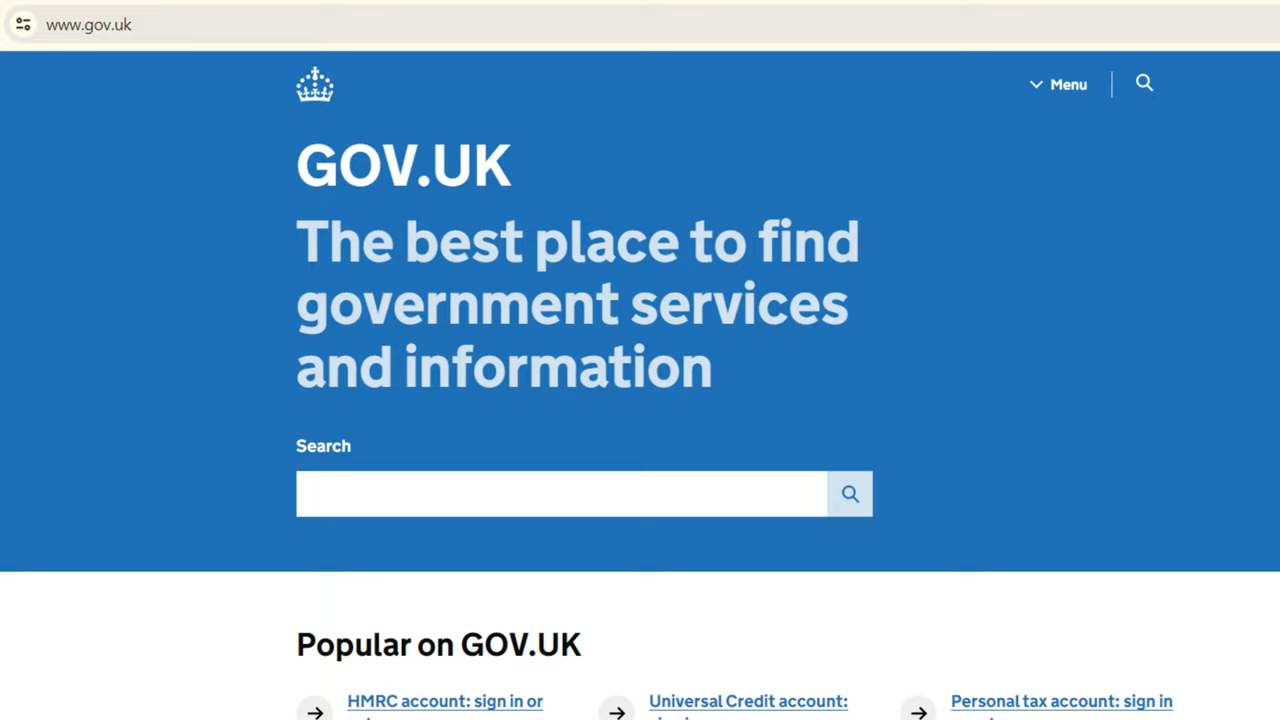 www.gov.uk
Menu
GOV.UK
The best place to find
government services
and information
Search
Popular on GOV.UK
HMRC account: sign in or
Universal Credit account:
Personal tax account: sign in